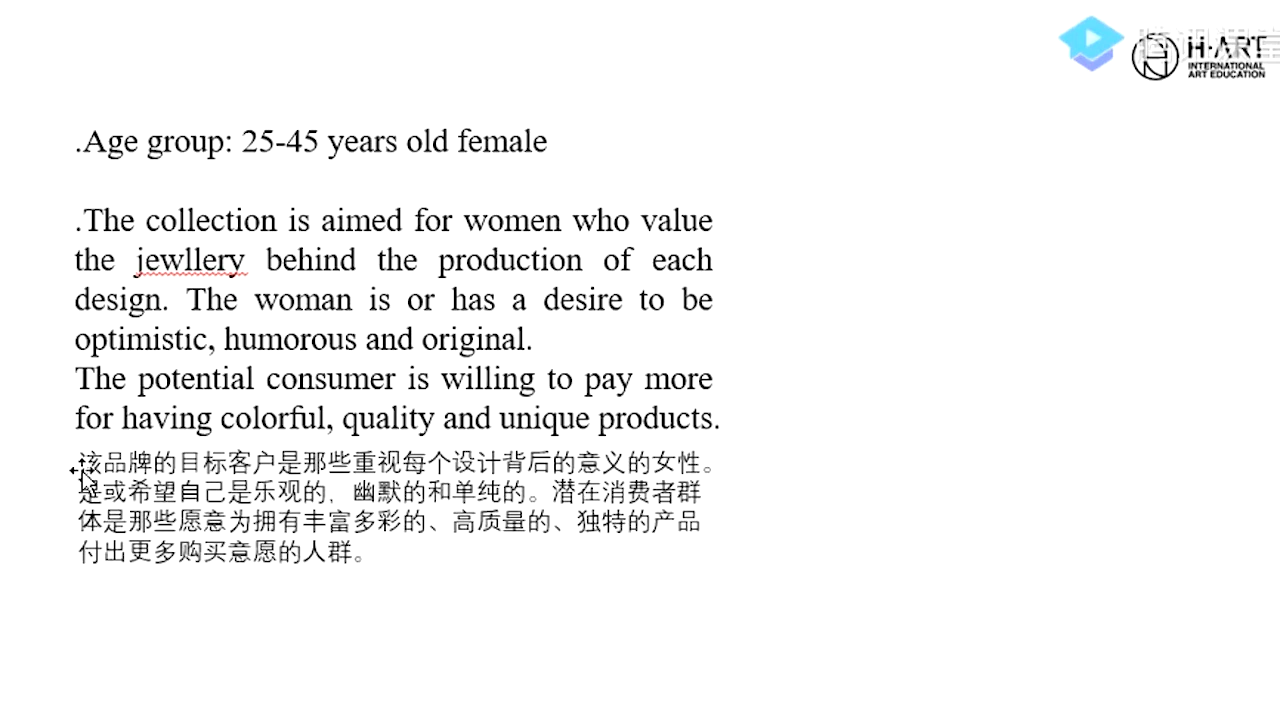 H·ART
INTERNATIONAL
ART EDUCATION
.Age group: 25-45 years old female
.The collection is aimed for women who value
the jewllery behind the production of each
design. The woman is or has a desire to be
optimistic, humorous and original.
The potential consumer is willing to pay more
for having colorful, quality and unique products.
该品牌的目标客户是那些重视每个设计背后的意义的女性。
是或希望自己是乐观的，幽默的和单纯的。潜在消费者群
体是那些愿意为拥有丰富多彩的、高质量的、独特的产品
付出更多购买意愿的人群。